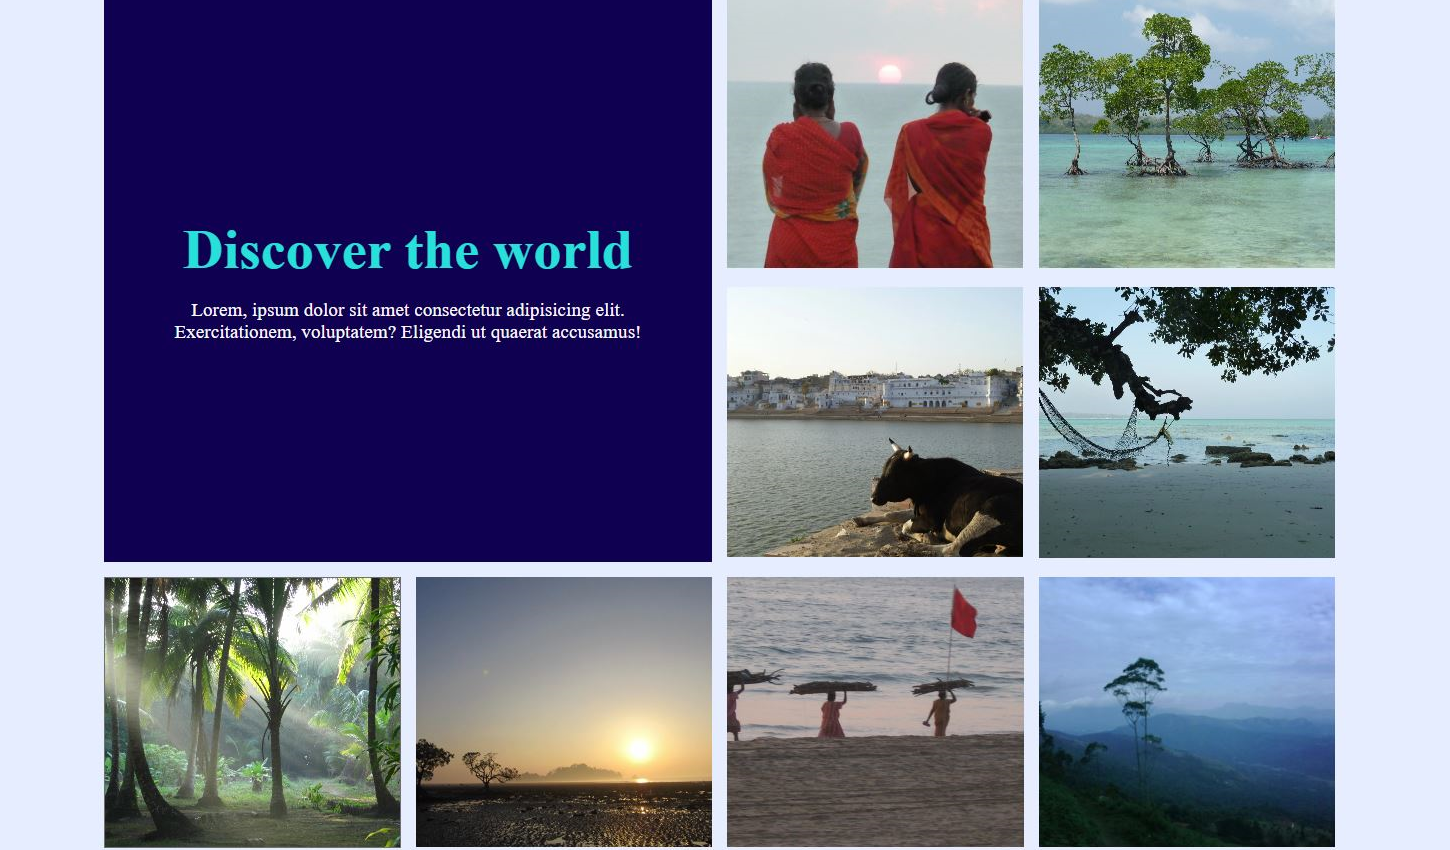 Discover the world
Lorem, ipsum dolor sit amet consectetur adipisicing elit.
Exercitationem, voluptatem? Eligendi ut quaerat accusamus!